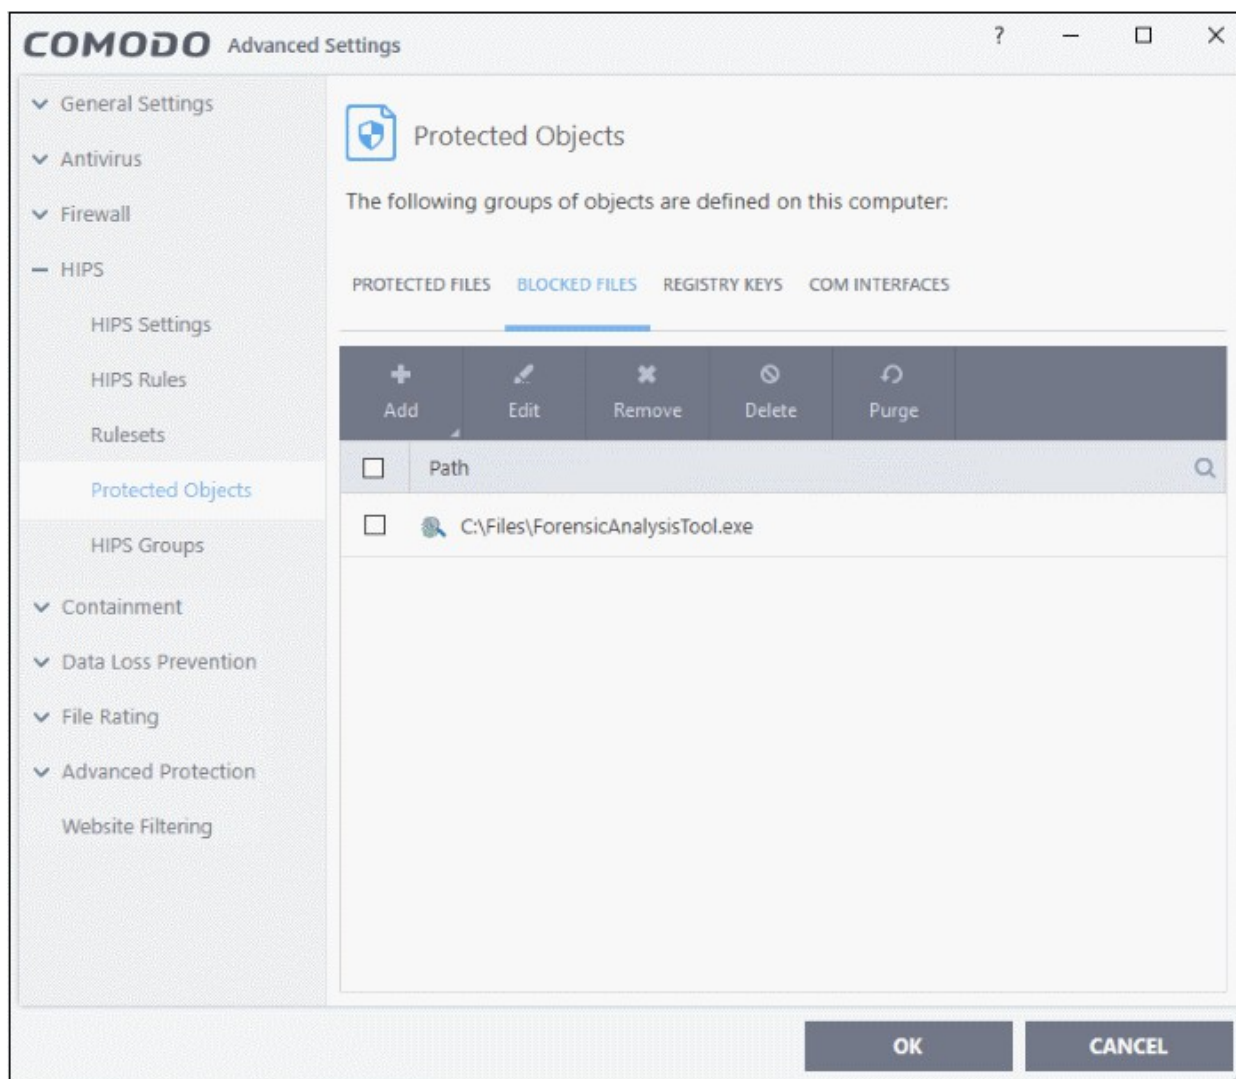 COMODO Advanced Settings ?
General Settings
Antivirus
Firewall
HIPS
HIPS Settings
HIPS Rules
Rulesets
Protected Objects
HIPS Groups
Containment
Data Loss Prevention
File Rating
Advanced Protection
Website Filtering
Protected Objects
The following groups of objects are defined on this computer:
PROTECTED FILES BLOCKED FILES REGISTRY KEYS COM INTERFACES
Add Edit Remove Delete Purge
Path
C:\Files\ForensicAnalysisTool.exe
OK CANCEL